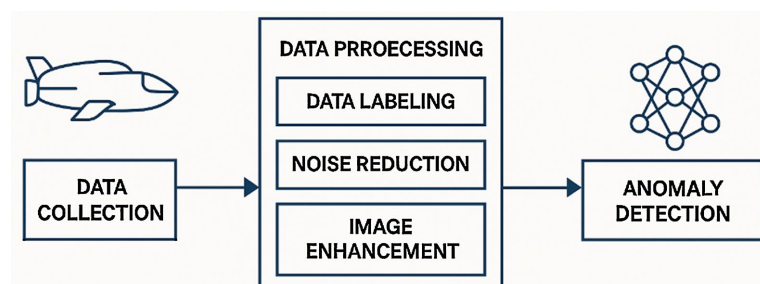 DATA COLLECTION
DATA PRROECESSING
DATA LABELING
NOISE REDUCTION
IMAGE
ENHANCEMENT
ANOMALY
DETECTION